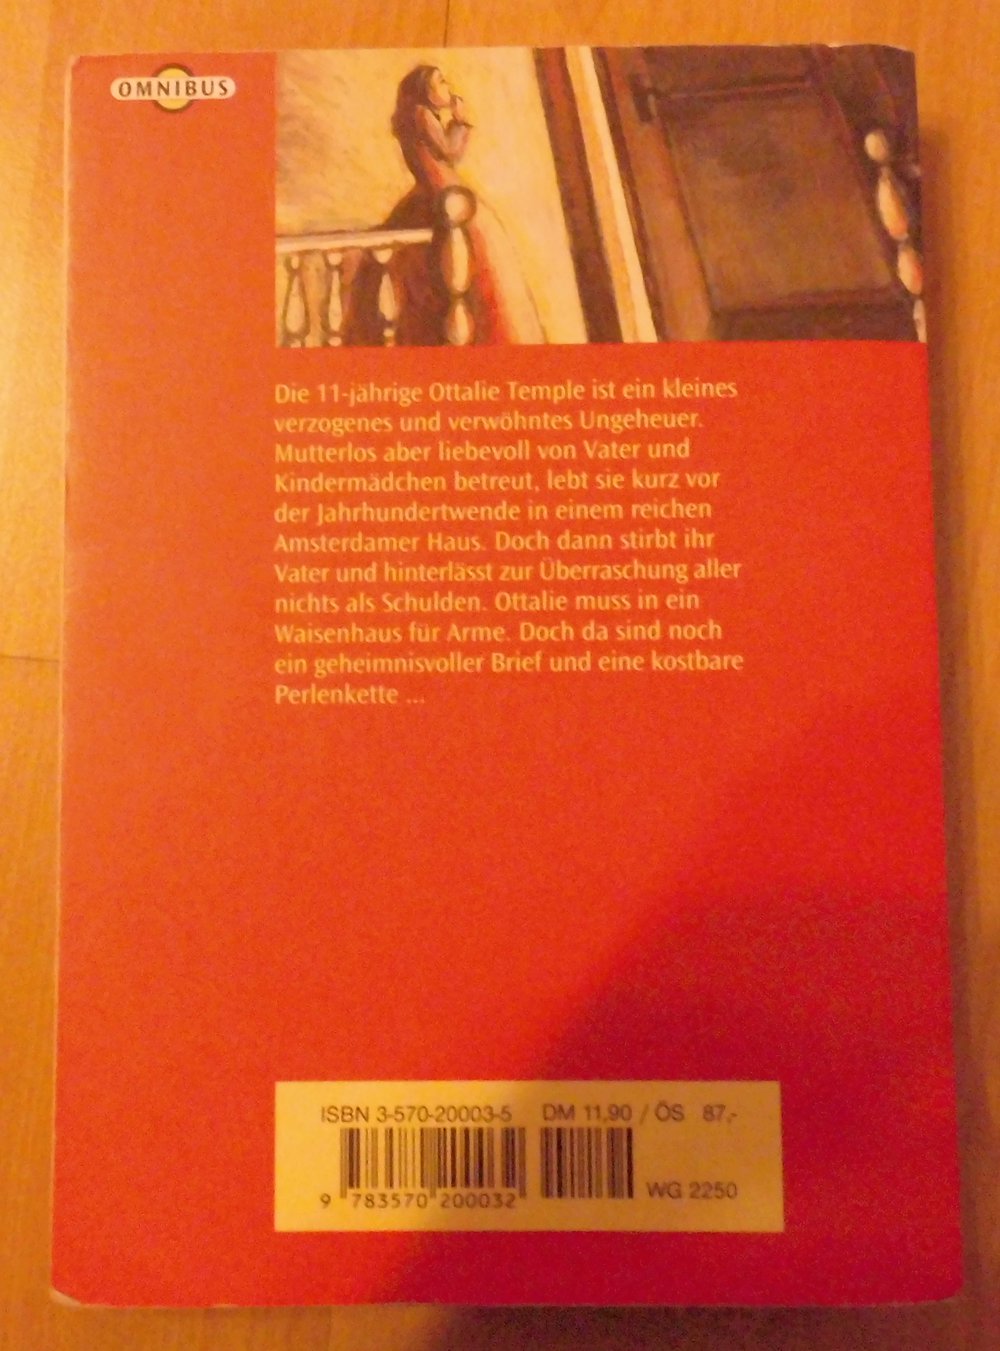 OMNIBUS
Die 11-jährige Ottalie Temple ist ein kleines
verzogenes und verwöhntes Ungeheuer.
Mutterlos aber liebevoll von Vater und
Kindermädchen betreut, lebt sie kurz vor
der Jahrhundertwende in einem reichen
Amsterdamer Haus. Doch dann stirbt ihr
Vater und hinterlässt zur Überraschung aller
nichts als Schulden. Ottalie muss in ein
Waisenhaus für Arme. Doch da sind noch
ein geheimnisvoller Brief und eine kostbare
Perlenkette ...
ISBN 3-570-20003-5 DM 11,90 / ÖS 87,-
WG 2250
9 783570 200032